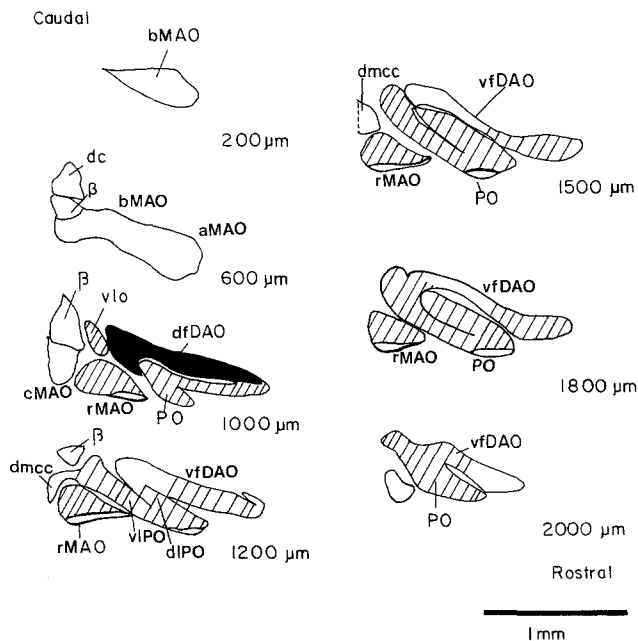 Caudal
bMAO
200 µm
dc
β
bMAO
aMAO
600 µm
β
vlo
dfDAO
cMAO
rMAO
PO
1000 µm
β
dmcc
vfDAO
rMAO
vlPO
dlPO
1200 µm
dmcc
vfDAO
rMAO
PO
1500 µm
vfDAO
rMAO
PO
1800 µm
vfDAO
PO
2000 µm
Rostral
1mm